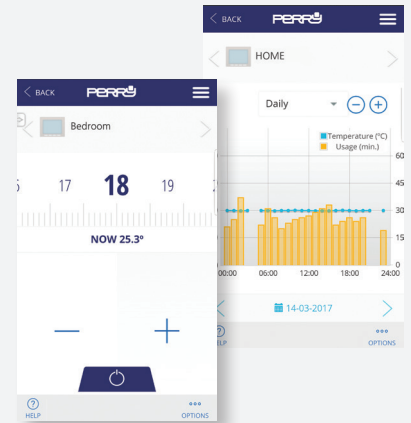 BACK
PERRY
HOME
Daily
Temperature (°C)
Usage (min.)
60
45
30
15
0
00:00 06:00 12:00 18:00 24:00
14-03-2017
OPTIONS
BACK
PERRY
Bedroom
17 18 19
NOW 25.3°
HELP
OPTIONS